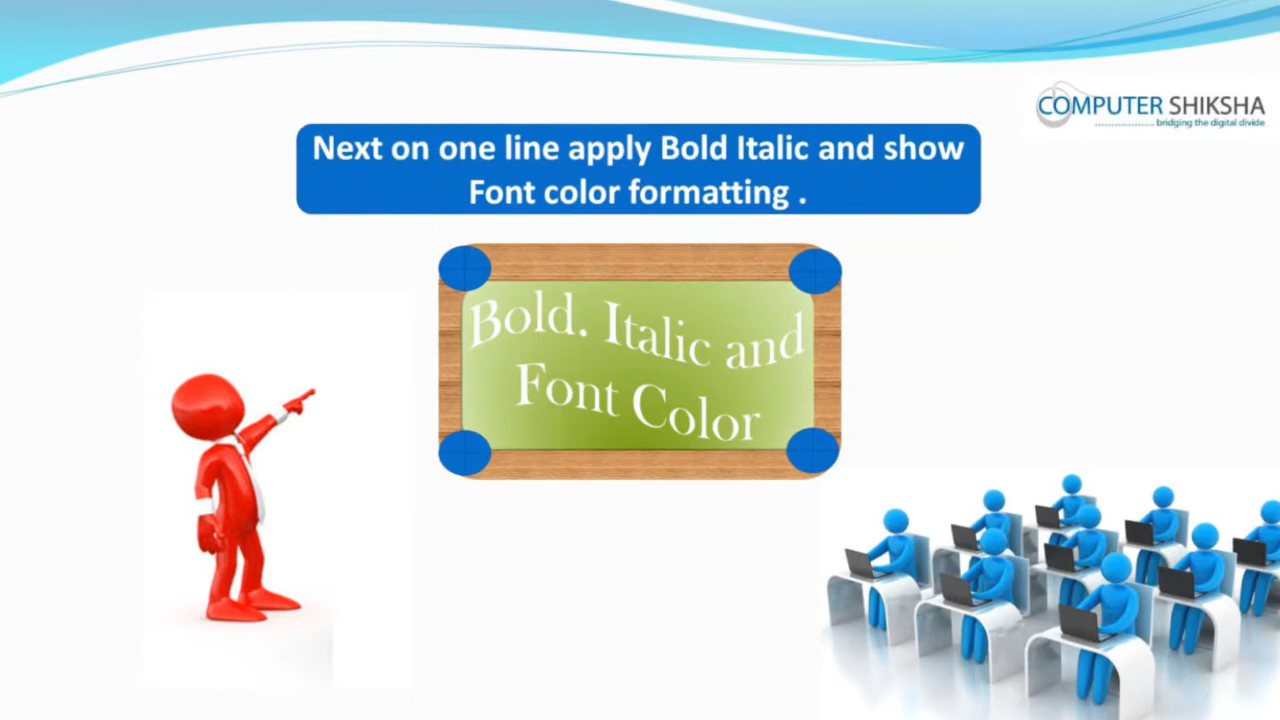 COMPUTER SHIKSHA
bridging the digital divide
Next on one line apply Bold Italic and show
Font color formatting .
Bold. Italic and
Font Color